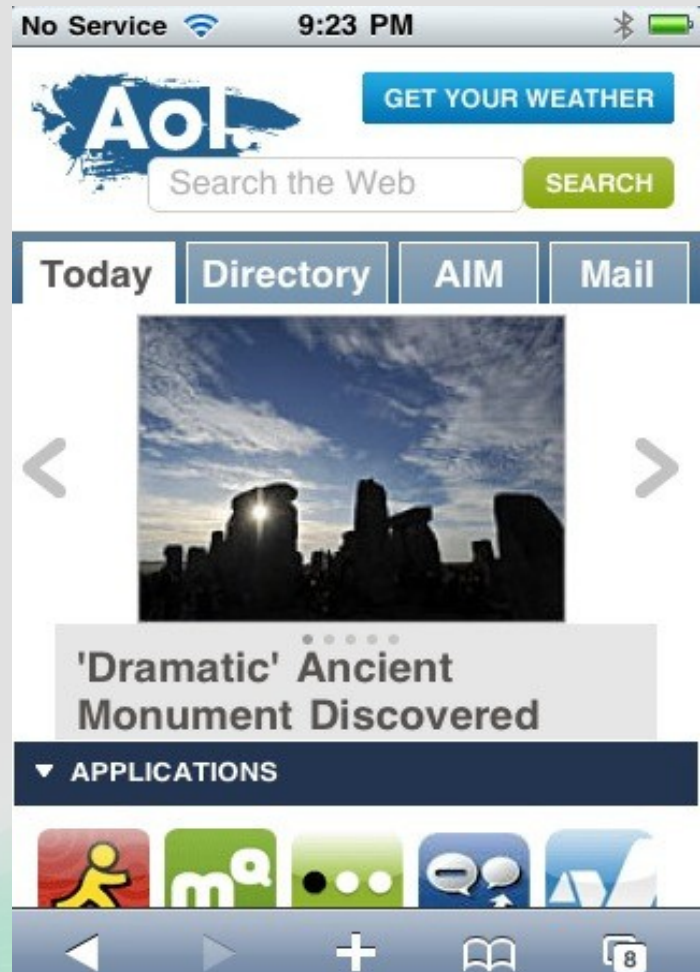 No Service 9:23 PM
Aol.
GET YOUR WEATHER
Search the Web SEARCH
Today Directory AIM Mail
'Dramatic' Ancient
Monument Discovered
APPLICATIONS
mQ
8